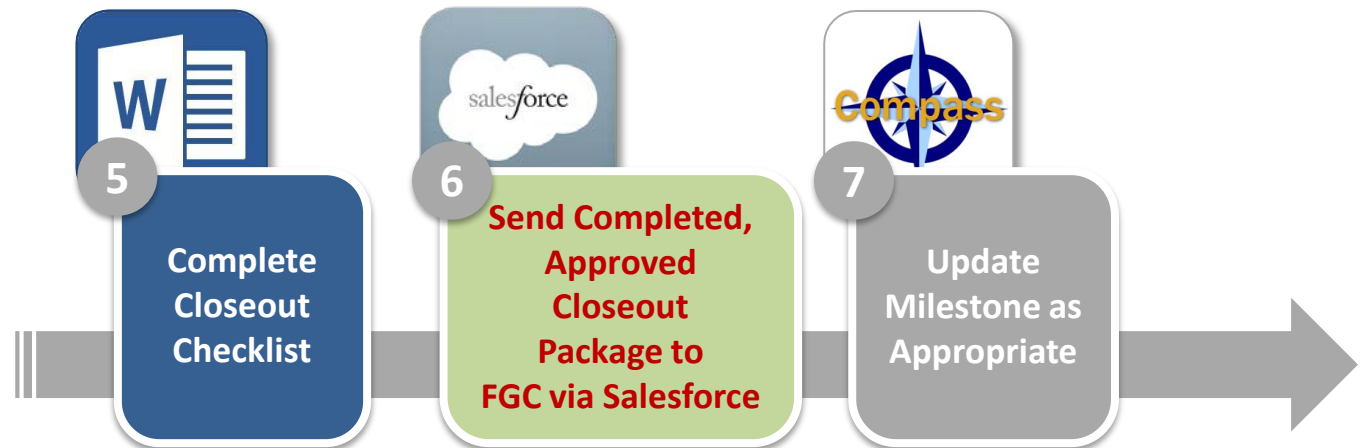 W
salesforce
Compass
5
Complete
Closeout
Checklist
6
Send Completed,
Approved
Closeout
Package to
FGC via Salesforce
7
Update
Milestone as
Appropriate